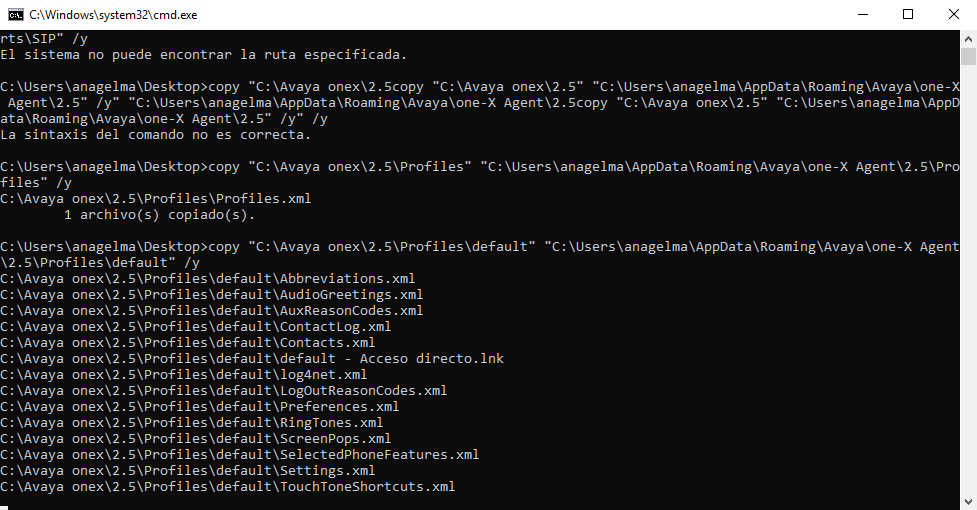 C:\Windows\system32\cmd.exe
rts\SIP" /y
El sistema no puede encontrar la ruta especificada.
C:\Users\anagelma\Desktop>copy "C:\Avaya onex\2.5copy "C:\Avaya onex\2.5" "C:\Users\anagelma\AppData\Roaming\Avaya\one-X
 Agent\2.5" /y" "C:\Users\anagelma\AppData\Roaming\Avaya\one-X Agent\2.5copy "C:\Avaya onex\2.5" "C:\Users\anagelma\AppD
ata\Roaming\Avaya\one-X Agent\2.5" /y" /y
La sintaxis del comando no es correcta.
C:\Users\anagelma\Desktop>copy "C:\Avaya onex\2.5\Profiles" "C:\Users\anagelma\AppData\Roaming\Avaya\one-X Agent\2.5\Pro
files" /y
C:\Avaya onex\2.5\Profiles\Profiles.xml
        1 archivo(s) copiado(s).
C:\Users\anagelma\Desktop>copy "C:\Avaya onex\2.5\Profiles\default" "C:\Users\anagelma\AppData\Roaming\Avaya\one-X Agent
\2.5\Profiles\default" /y
C:\Avaya onex\2.5\Profiles\default\Abbreviations.xml
C:\Avaya onex\2.5\Profiles\default\AudioGreetings.xml
C:\Avaya onex\2.5\Profiles\default\AuxReasonCodes.xml
C:\Avaya onex\2.5\Profiles\default\ContactLog.xml
C:\Avaya onex\2.5\Profiles\default\Contacts.xml
C:\Avaya onex\2.5\Profiles\default\default - Acceso directo.lnk
C:\Avaya onex\2.5\Profiles\default\log4net.xml
C:\Avaya onex\2.5\Profiles\default\LogOutReasonCodes.xml
C:\Avaya onex\2.5\Profiles\default\Preferences.xml
C:\Avaya onex\2.5\Profiles\default\RingTones.xml
C:\Avaya onex\2.5\Profiles\default\ScreenPops.xml
C:\Avaya onex\2.5\Profiles\default\SelectedPhoneFeatures.xml
C:\Avaya onex\2.5\Profiles\default\Settings.xml
C:\Avaya onex\2.5\Profiles\default\TouchToneShortcuts.xml